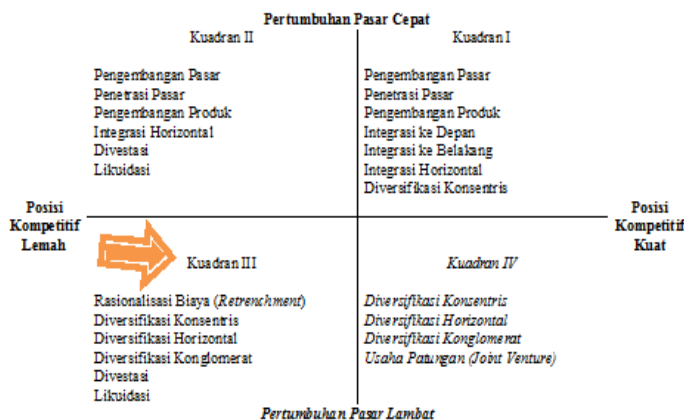 Pertumbuhan Pasar Cepat
Kuadran II
Pengembangan Pasar
Penetrasi Pasar
Pengembangan Produk
Integrasi Horizontal
Divestasi
Likuidasi
Kuadran I
Pengembangan Pasar
Penetrasi Pasar
Pengembangan Produk
Integrasi ke Depan
Integrasi ke Belakang
Integrasi Horizontal
Diversifikasi Konsentris
Posisi
Kompetitif
Lemah
Posisi
Kompetitif
Kuat
Kuadran III
Rasionalisasi Biaya (Retrenchment)
Diversifikasi Konsentris
Diversifikasi Horizontal
Diversifikasi Konglomerat
Divestasi
Likuidasi
Kuadran IV
Diversifikasi Konsentris
Diversifikasi Horizontal
Diversifikasi Konglomerat
Usaha Patungan (Joint Venture)
Pertumbuhan Pasar Lambat